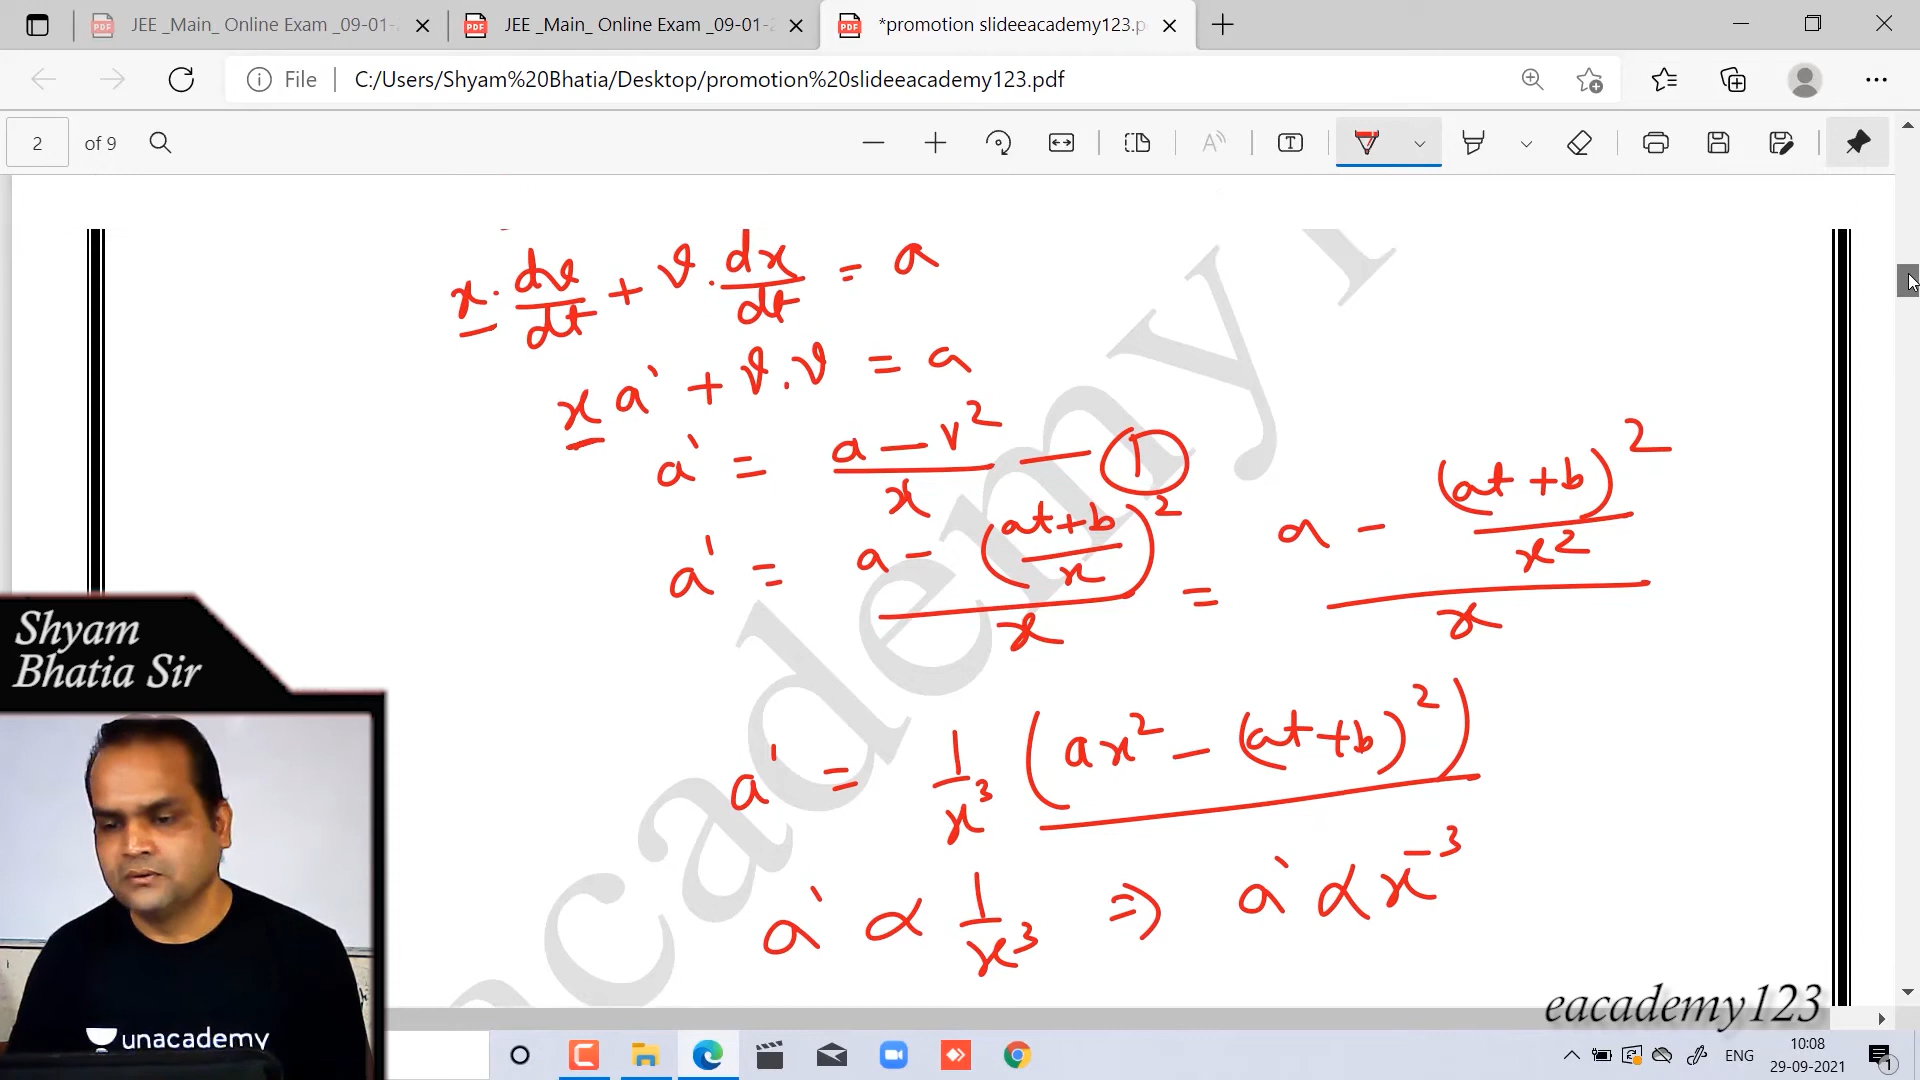 JEE _Main_ Online Exam _09-01-
JEE _Main_ Online Exam _09-01-2
*promotion slideeacademy123.p
File
C:/Users/Shyam%20Bhatia/Desktop/promotion%20slideeacademy123.pdf
2 of 9
x · dv/dt + v · dx/dt = a
x a' + v.v = a
a' = (a - v²)/x — ①
a' = (a - ((at+b)/x)²)/x = (a - (at+b)²/x²)/x
a' = 1/x³ (ax² - (at+b)²)
a' ∝ 1/x³ ⇒ a' ∝ x⁻³
Shyam
Bhatia Sir
unacademy
eacademy123
ENG
10:08
29-09-2021
1